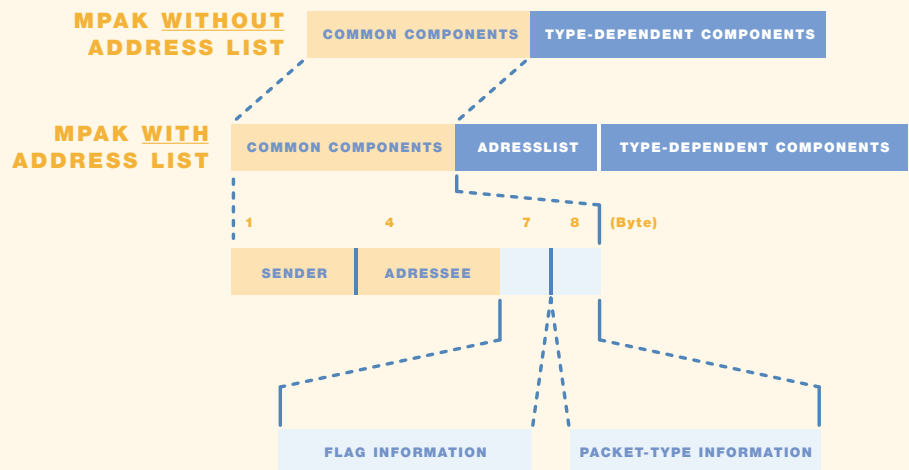 MPAK WITHOUT
ADDRESS LIST
COMMON COMPONENTS
TYPE-DEPENDENT COMPONENTS
MPAK WITH
ADDRESS LIST
COMMON COMPONENTS
ADRESSLIST
TYPE-DEPENDENT COMPONENTS
1 4 7 8 (Byte)
SENDER
ADRESSEE
FLAG INFORMATION
PACKET-TYPE INFORMATION